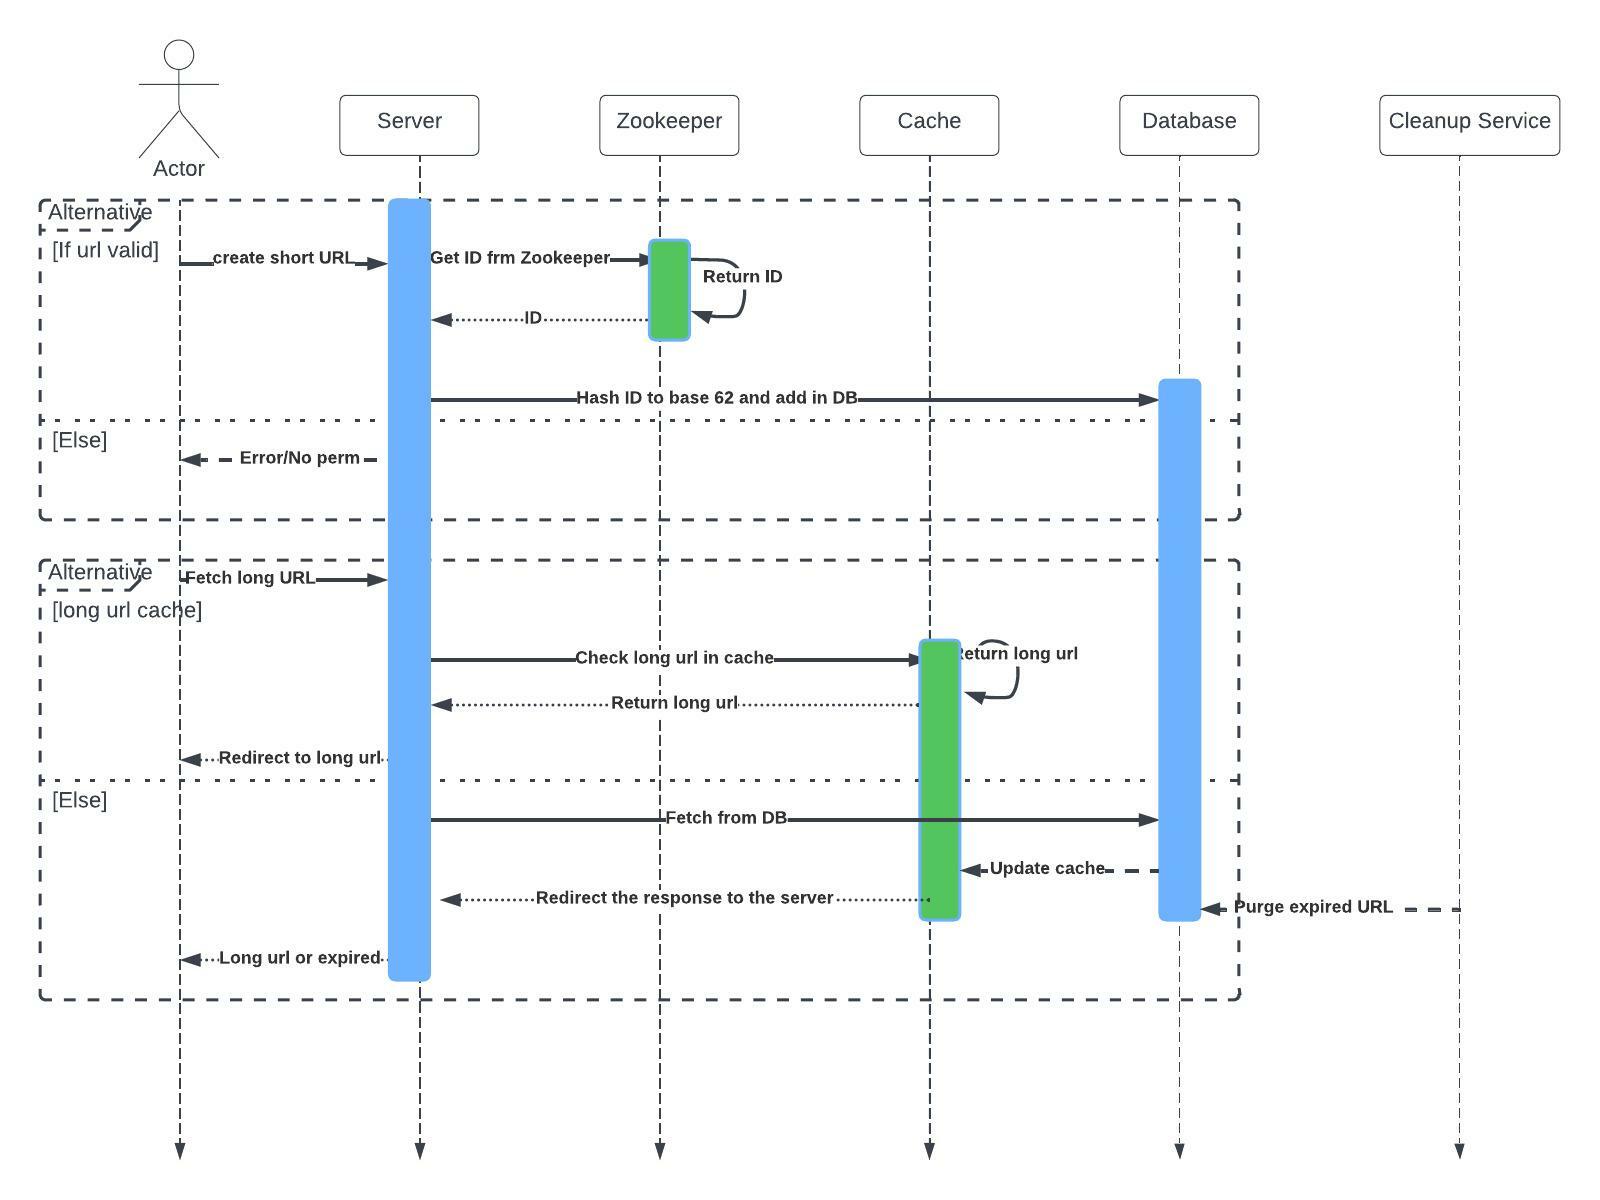 Actor
Server
Zookeeper
Cache
Database
Cleanup Service
Alternative
[If url valid]
create short URL
Get ID frm Zookeeper
Return ID
ID
Hash ID to base 62 and add in DB
[Else]
Error/No perm
Alternative
Fetch long URL
[long url cache]
Check long url in cache
Return long url
Return long url
Redirect to long url
[Else]
Fetch from DB
Update cache
Redirect the response to the server
Purge expired URL
Long url or expired